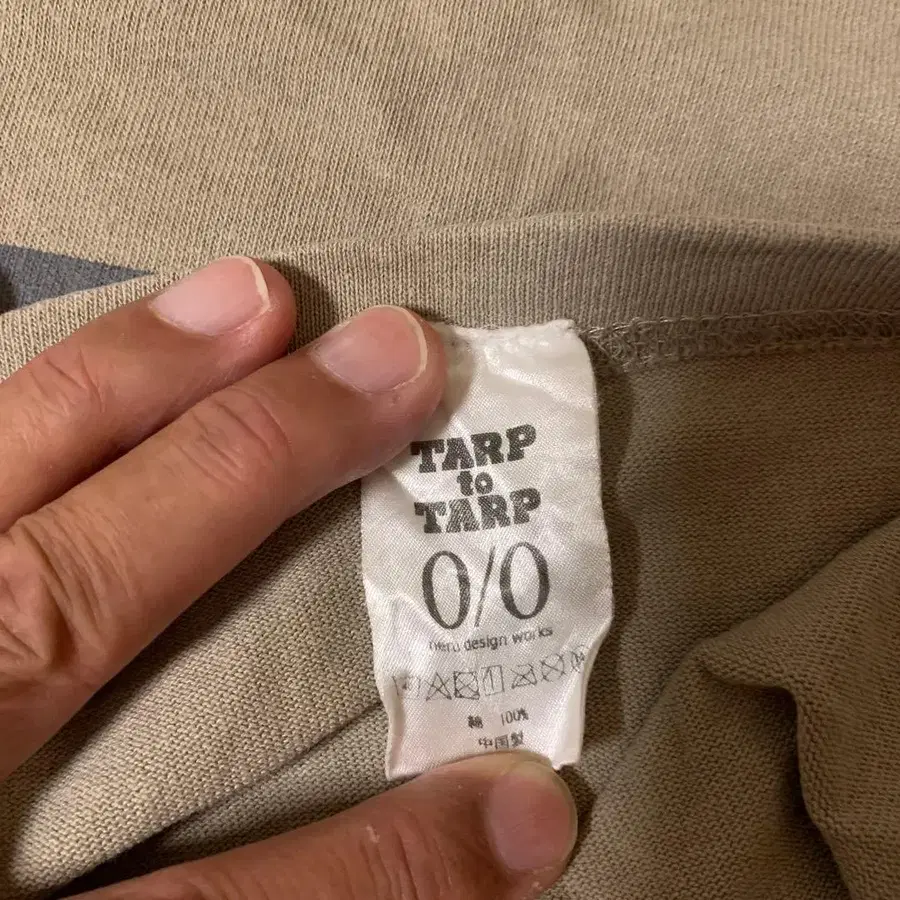 TARP
to
TARP
0/0
neru design works
綿 100%
中国製